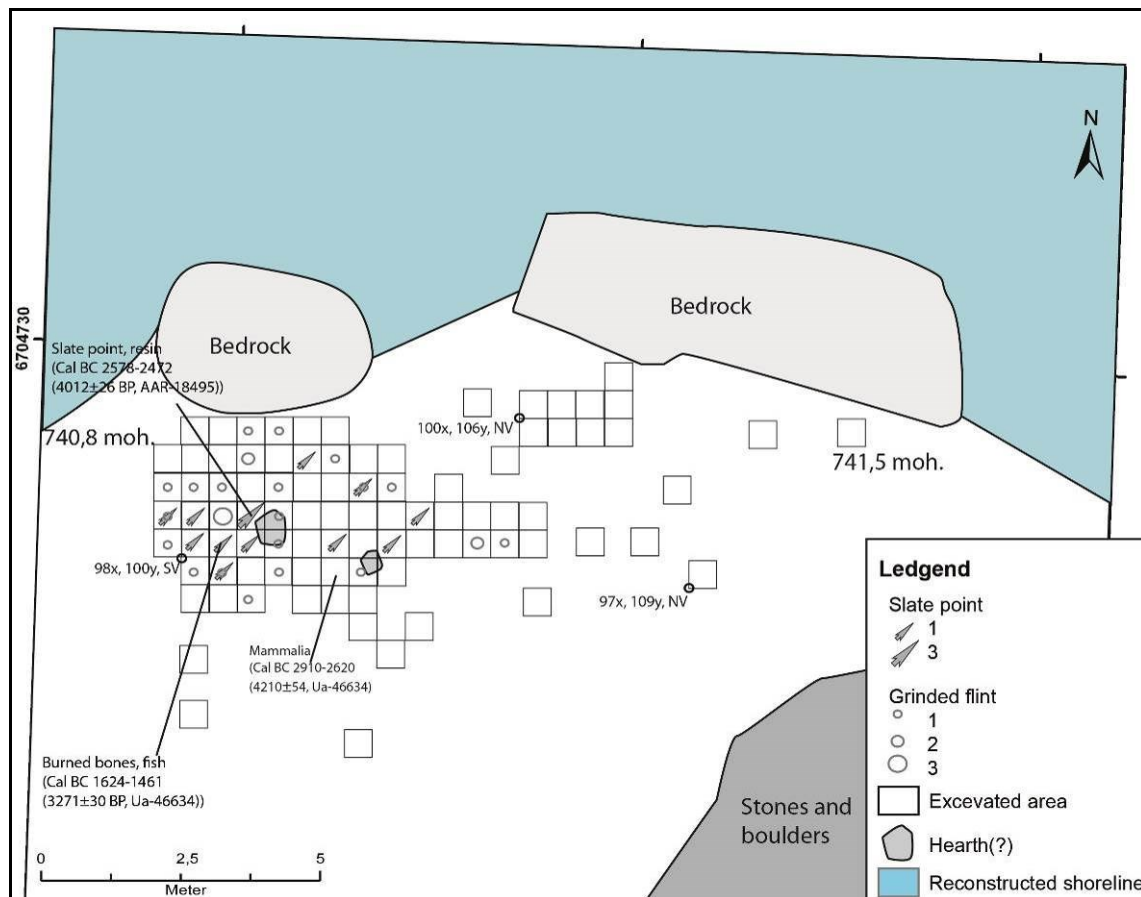 N
6704730
Bedrock
Bedrock
Slate point, resin
(Cal BC 2578-2472
(4012±26 BP, AAR-18495))
740,8 moh.
100x, 106y, NV
741,5 moh.
98x, 100y, SV
97x, 109y, NV
Mammalia
(Cal BC 2910-2620
(4210±54, Ua-46634)
Burned bones, fish
(Cal BC 1624-1461
(3271±30 BP, Ua-46634))
Stones and
boulders
0 2,5 5
Meter
Ledgend
Slate point
1
3
Grinded flint
1
2
3
Excevated area
Hearth(?)
Reconstructed shoreline